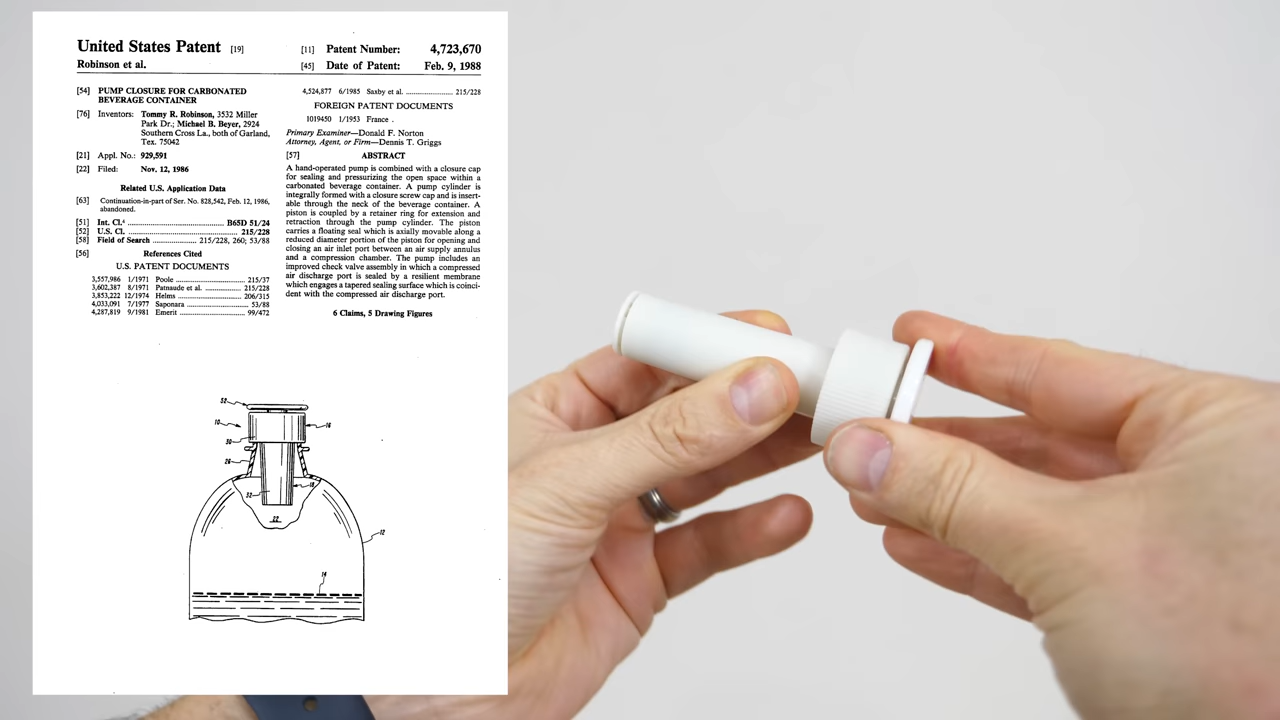 United States Patent [19]
Robinson et al.
[11] Patent Number: 4,723,670
[45] Date of Patent: Feb. 9, 1988
[54] PUMP CLOSURE FOR CARBONATED
BEVERAGE CONTAINER
[76] Inventors: Tommy R. Robinson, 3532 Miller
Park Dr.; Michael B. Beyer, 2924
Southern Cross La., both of Garland,
Tex. 75042
[21] Appl. No.: 929,591
[22] Filed: Nov. 12, 1986
Related U.S. Application Data
[63] Continuation-in-part of Ser. No. 828,542, Feb. 12, 1986,
abandoned.
[51] Int. Cl.⁴ .............................. B65D 51/24
[52] U.S. Cl. .............................. 215/228
[58] Field of Search ............... 215/228, 260; 53/88
[56] References Cited
U.S. PATENT DOCUMENTS
3,557,986 1/1971 Poole .............................. 215/37
3,602,387 8/1971 Patnaude et al. ................. 215/228
3,853,222 12/1974 Helms .............................. 206/315
4,033,091 7/1977 Saponara .......................... 53/88
4,287,819 9/1981 Emerit ............................. 99/472
4,524,877 6/1985 Saxby et al. ..................... 215/228
FOREIGN PATENT DOCUMENTS
1019450 1/1953 France .
Primary Examiner—Donald F. Norton
Attorney, Agent, or Firm—Dennis T. Griggs
[57] ABSTRACT
A hand-operated pump is combined with a closure cap
for sealing and pressurizing the open space within a
carbonated beverage container. A pump cylinder is
integrally formed with a closure screw cap and is insert-
able through the neck of the beverage container. A
piston is coupled by a retainer ring for extension and
retraction through the pump cylinder. The piston
carries a floating seal which is axially movable along a
reduced diameter portion of the piston for opening and
closing an air inlet port between an air supply annulus
and a compression chamber. The pump includes an
improved check valve assembly in which a compressed
air discharge port is sealed by a resilient membrane
which engages a tapered sealing surface which is coinci-
dent with the compressed air discharge port.
6 Claims, 5 Drawing Figures
52
10
16
30
26
18
32
22
12
14